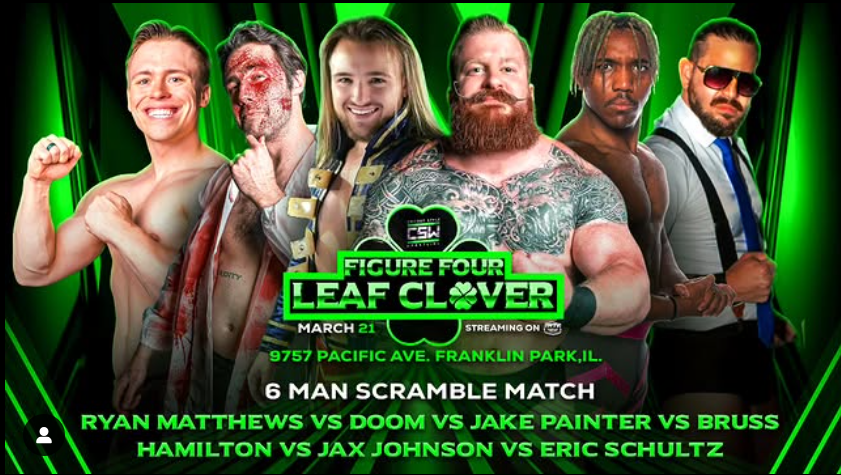 CSW
FIGURE FOUR
LEAF CLOVER
MARCH 21
STREAMING ON
9757 PACIFIC AVE. FRANKLIN PARK,IL.
6 MAN SCRAMBLE MATCH
RYAN MATTHEWS VS DOOM VS JAKE PAINTER VS BRUSS
HAMILTON VS JAX JOHNSON VS ERIC SCHULTZ